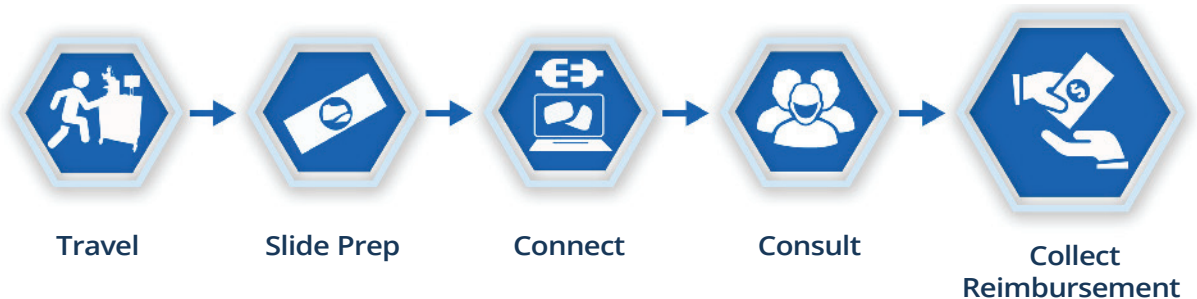 Travel
Slide Prep
Connect
Consult
Collect
Reimbursement
$